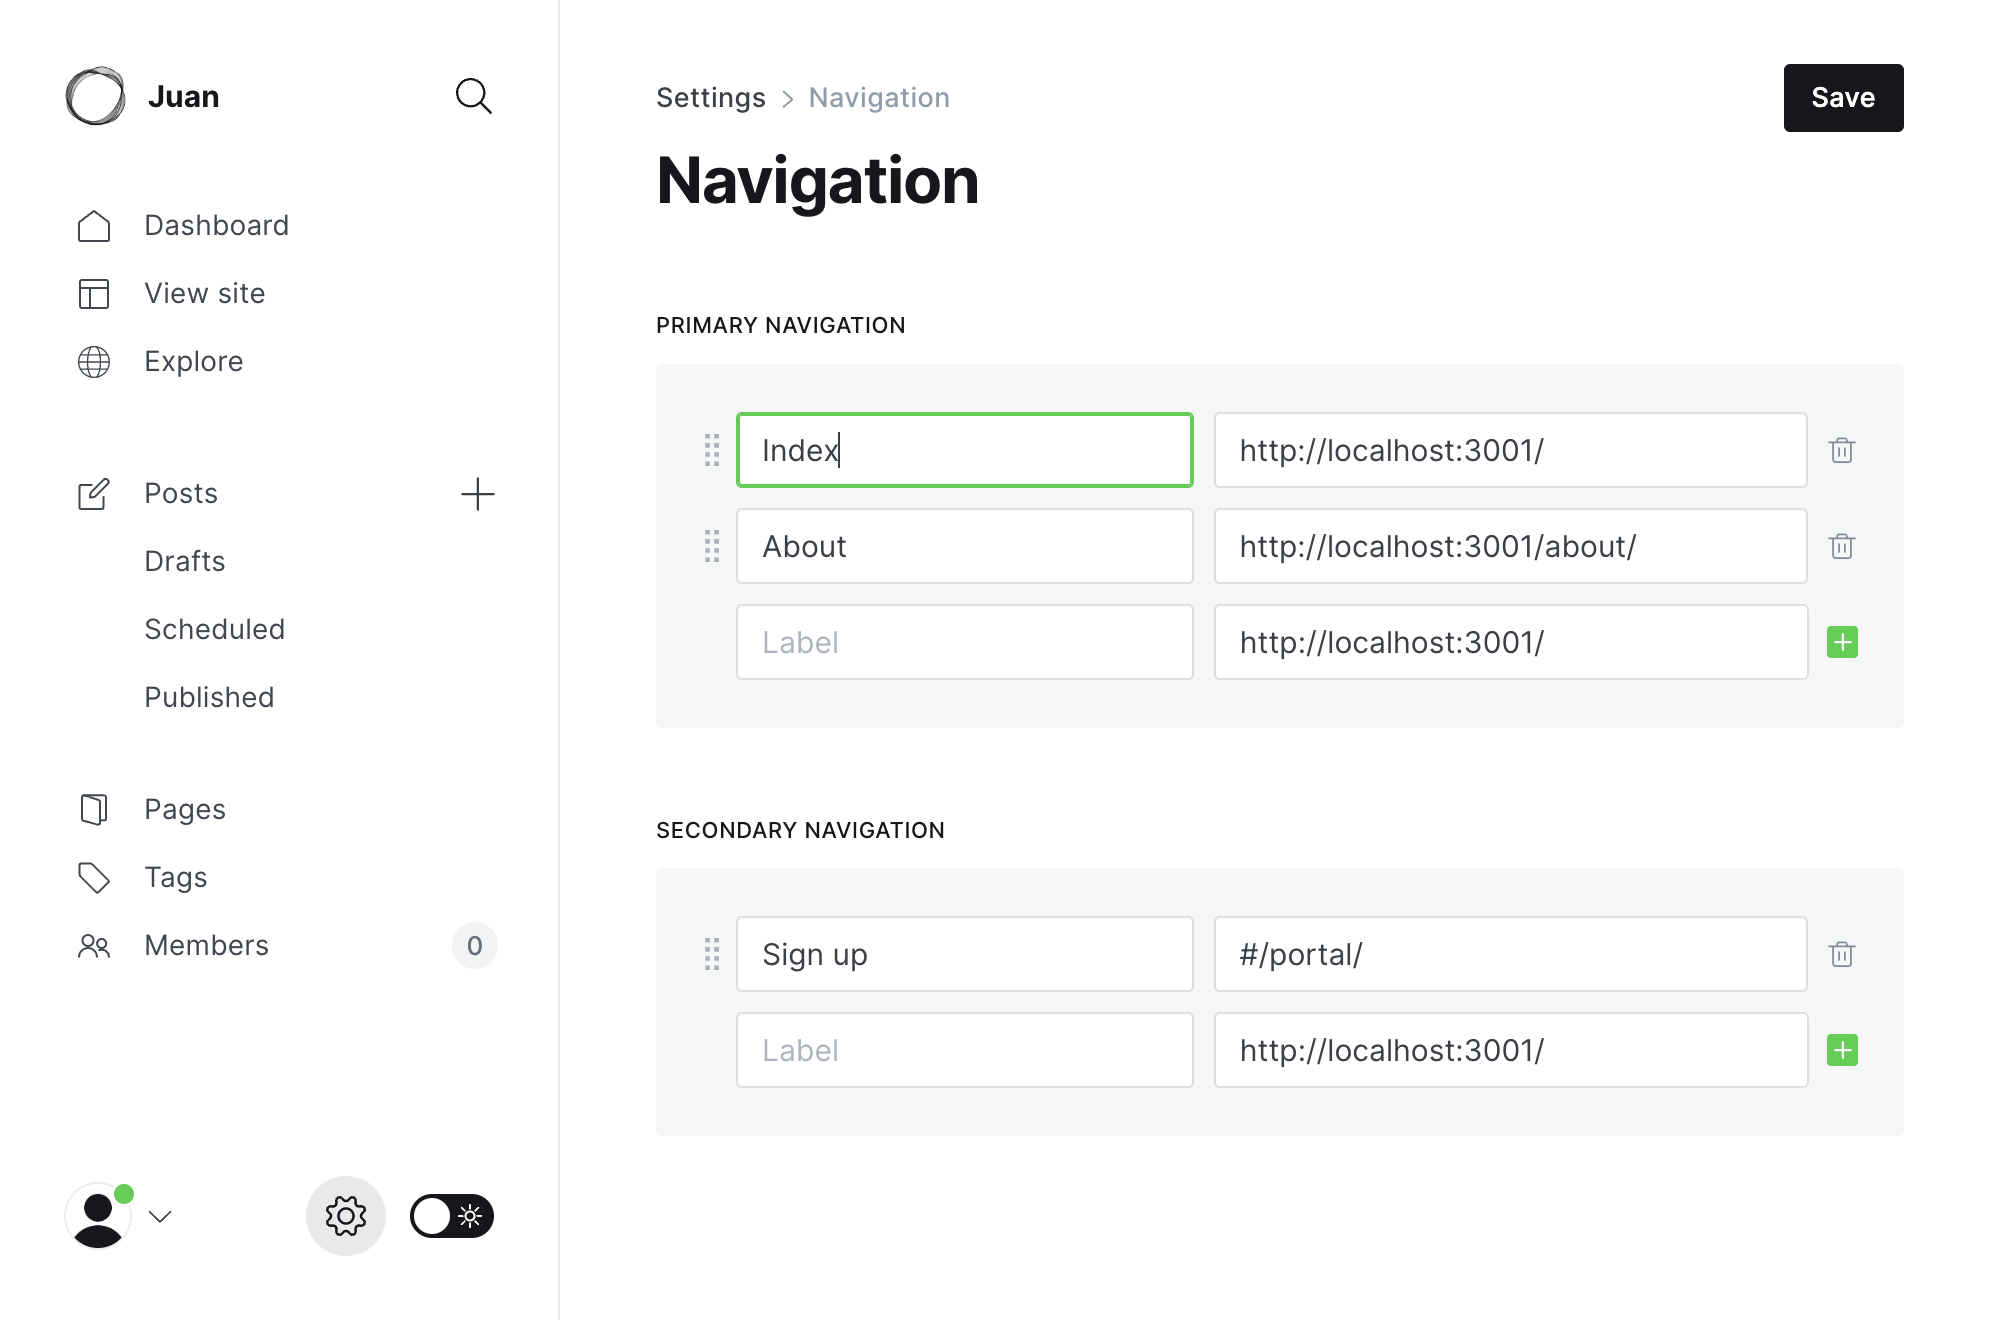 Juan
Dashboard
View site
Explore
Posts
Drafts
Scheduled
Published
Pages
Tags
Members 0
Settings > Navigation
Save
Navigation
PRIMARY NAVIGATION
Index http://localhost:3001/
About http://localhost:3001/about/
Label http://localhost:3001/
SECONDARY NAVIGATION
Sign up #/portal/
Label http://localhost:3001/